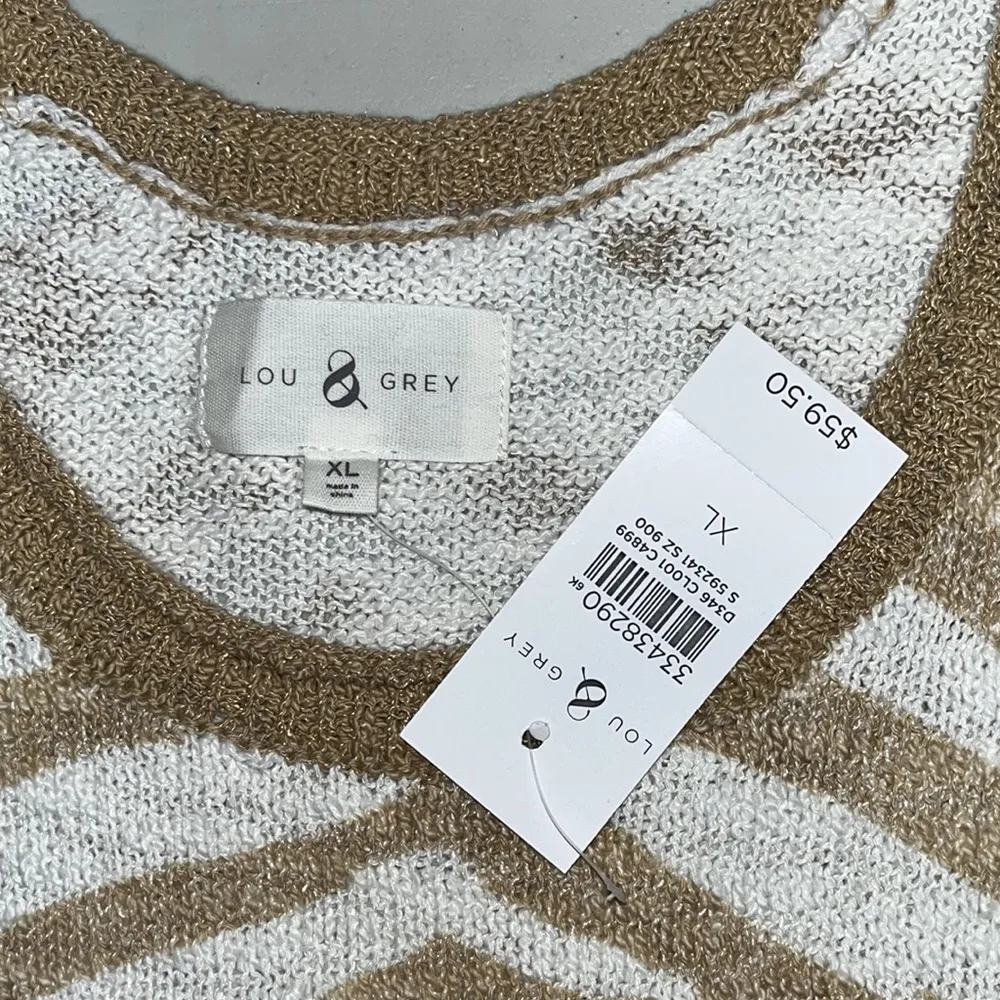 LOU & GREY
XL
made in
china
LOU & GREY
33438290 6K
D346 CL001 C4899
S 592341 SZ 900
XL
$59.50